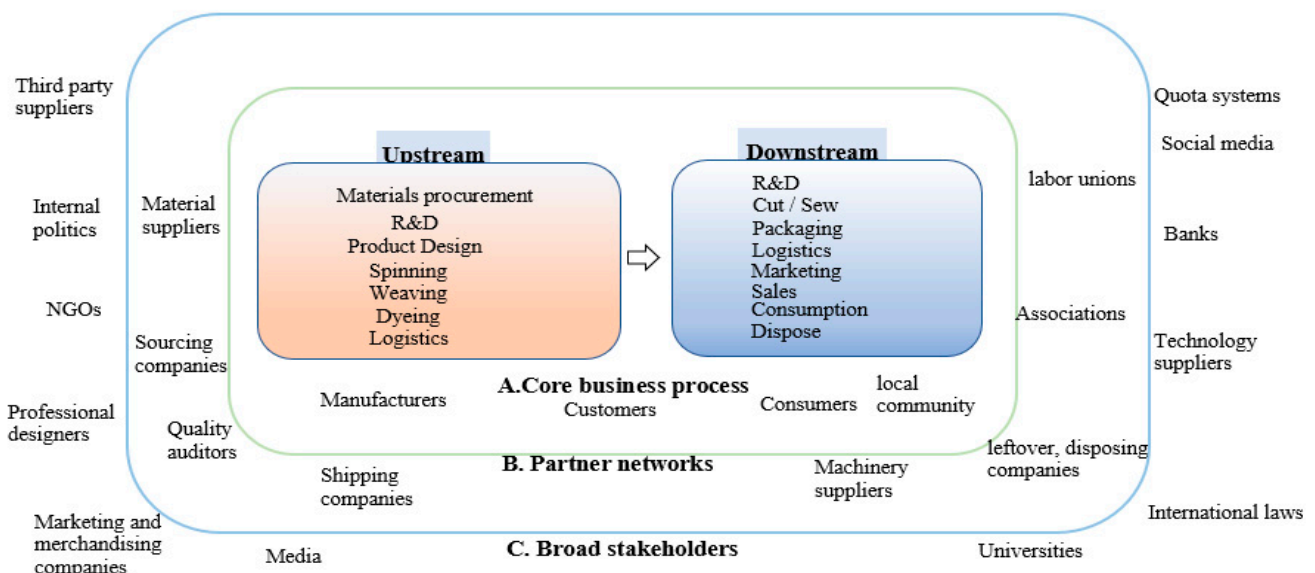 Third party
suppliers
Quota systems
Social media
Upstream
Downstream
Materials procurement
R&D
Product Design
Spinning
Weaving
Dyeing
Logistics
R&D
Cut / Sew
Packaging
Logistics
Marketing
Sales
Consumption
Dispose
labor unions
Internal
politics
Material
suppliers
Banks
NGOs
Associations
Sourcing
companies
Technology
suppliers
A.Core business process
Manufacturers
Customers
Consumers
local
community
Professional
designers
Quality
auditors
B. Partner networks
Shipping
companies
Machinery
suppliers
leftover, disposing
companies
International laws
Marketing and
merchandising
companies
Media
C. Broad stakeholders
Universities